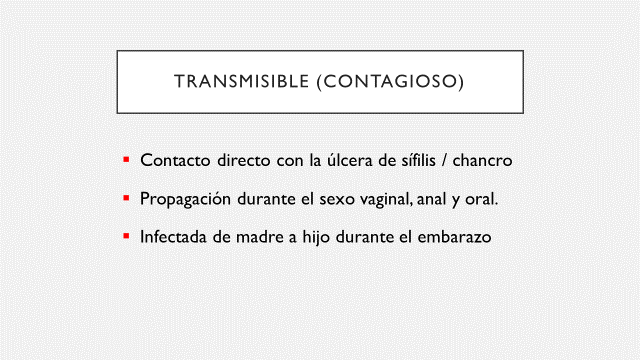 TRANSMISIBLE (CONTAGIOSO)
▪ Contacto directo con la úlcera de sífilis / chancro
▪ Propagación durante el sexo vaginal, anal y oral.
▪ Infectada de madre a hijo durante el embarazo